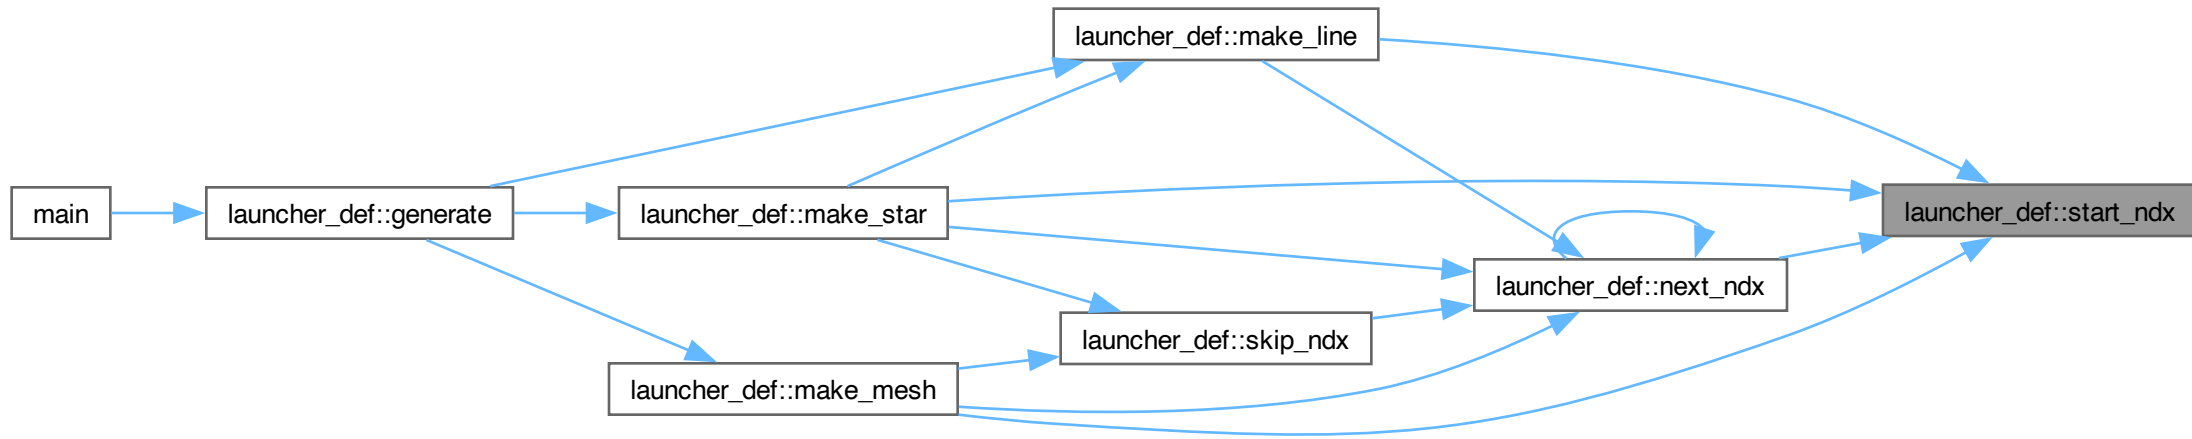 launcher_def::make_line
main
launcher_def::generate
launcher_def::make_star
launcher_def::start_ndx
launcher_def::next_ndx
launcher_def::skip_ndx
launcher_def::make_mesh